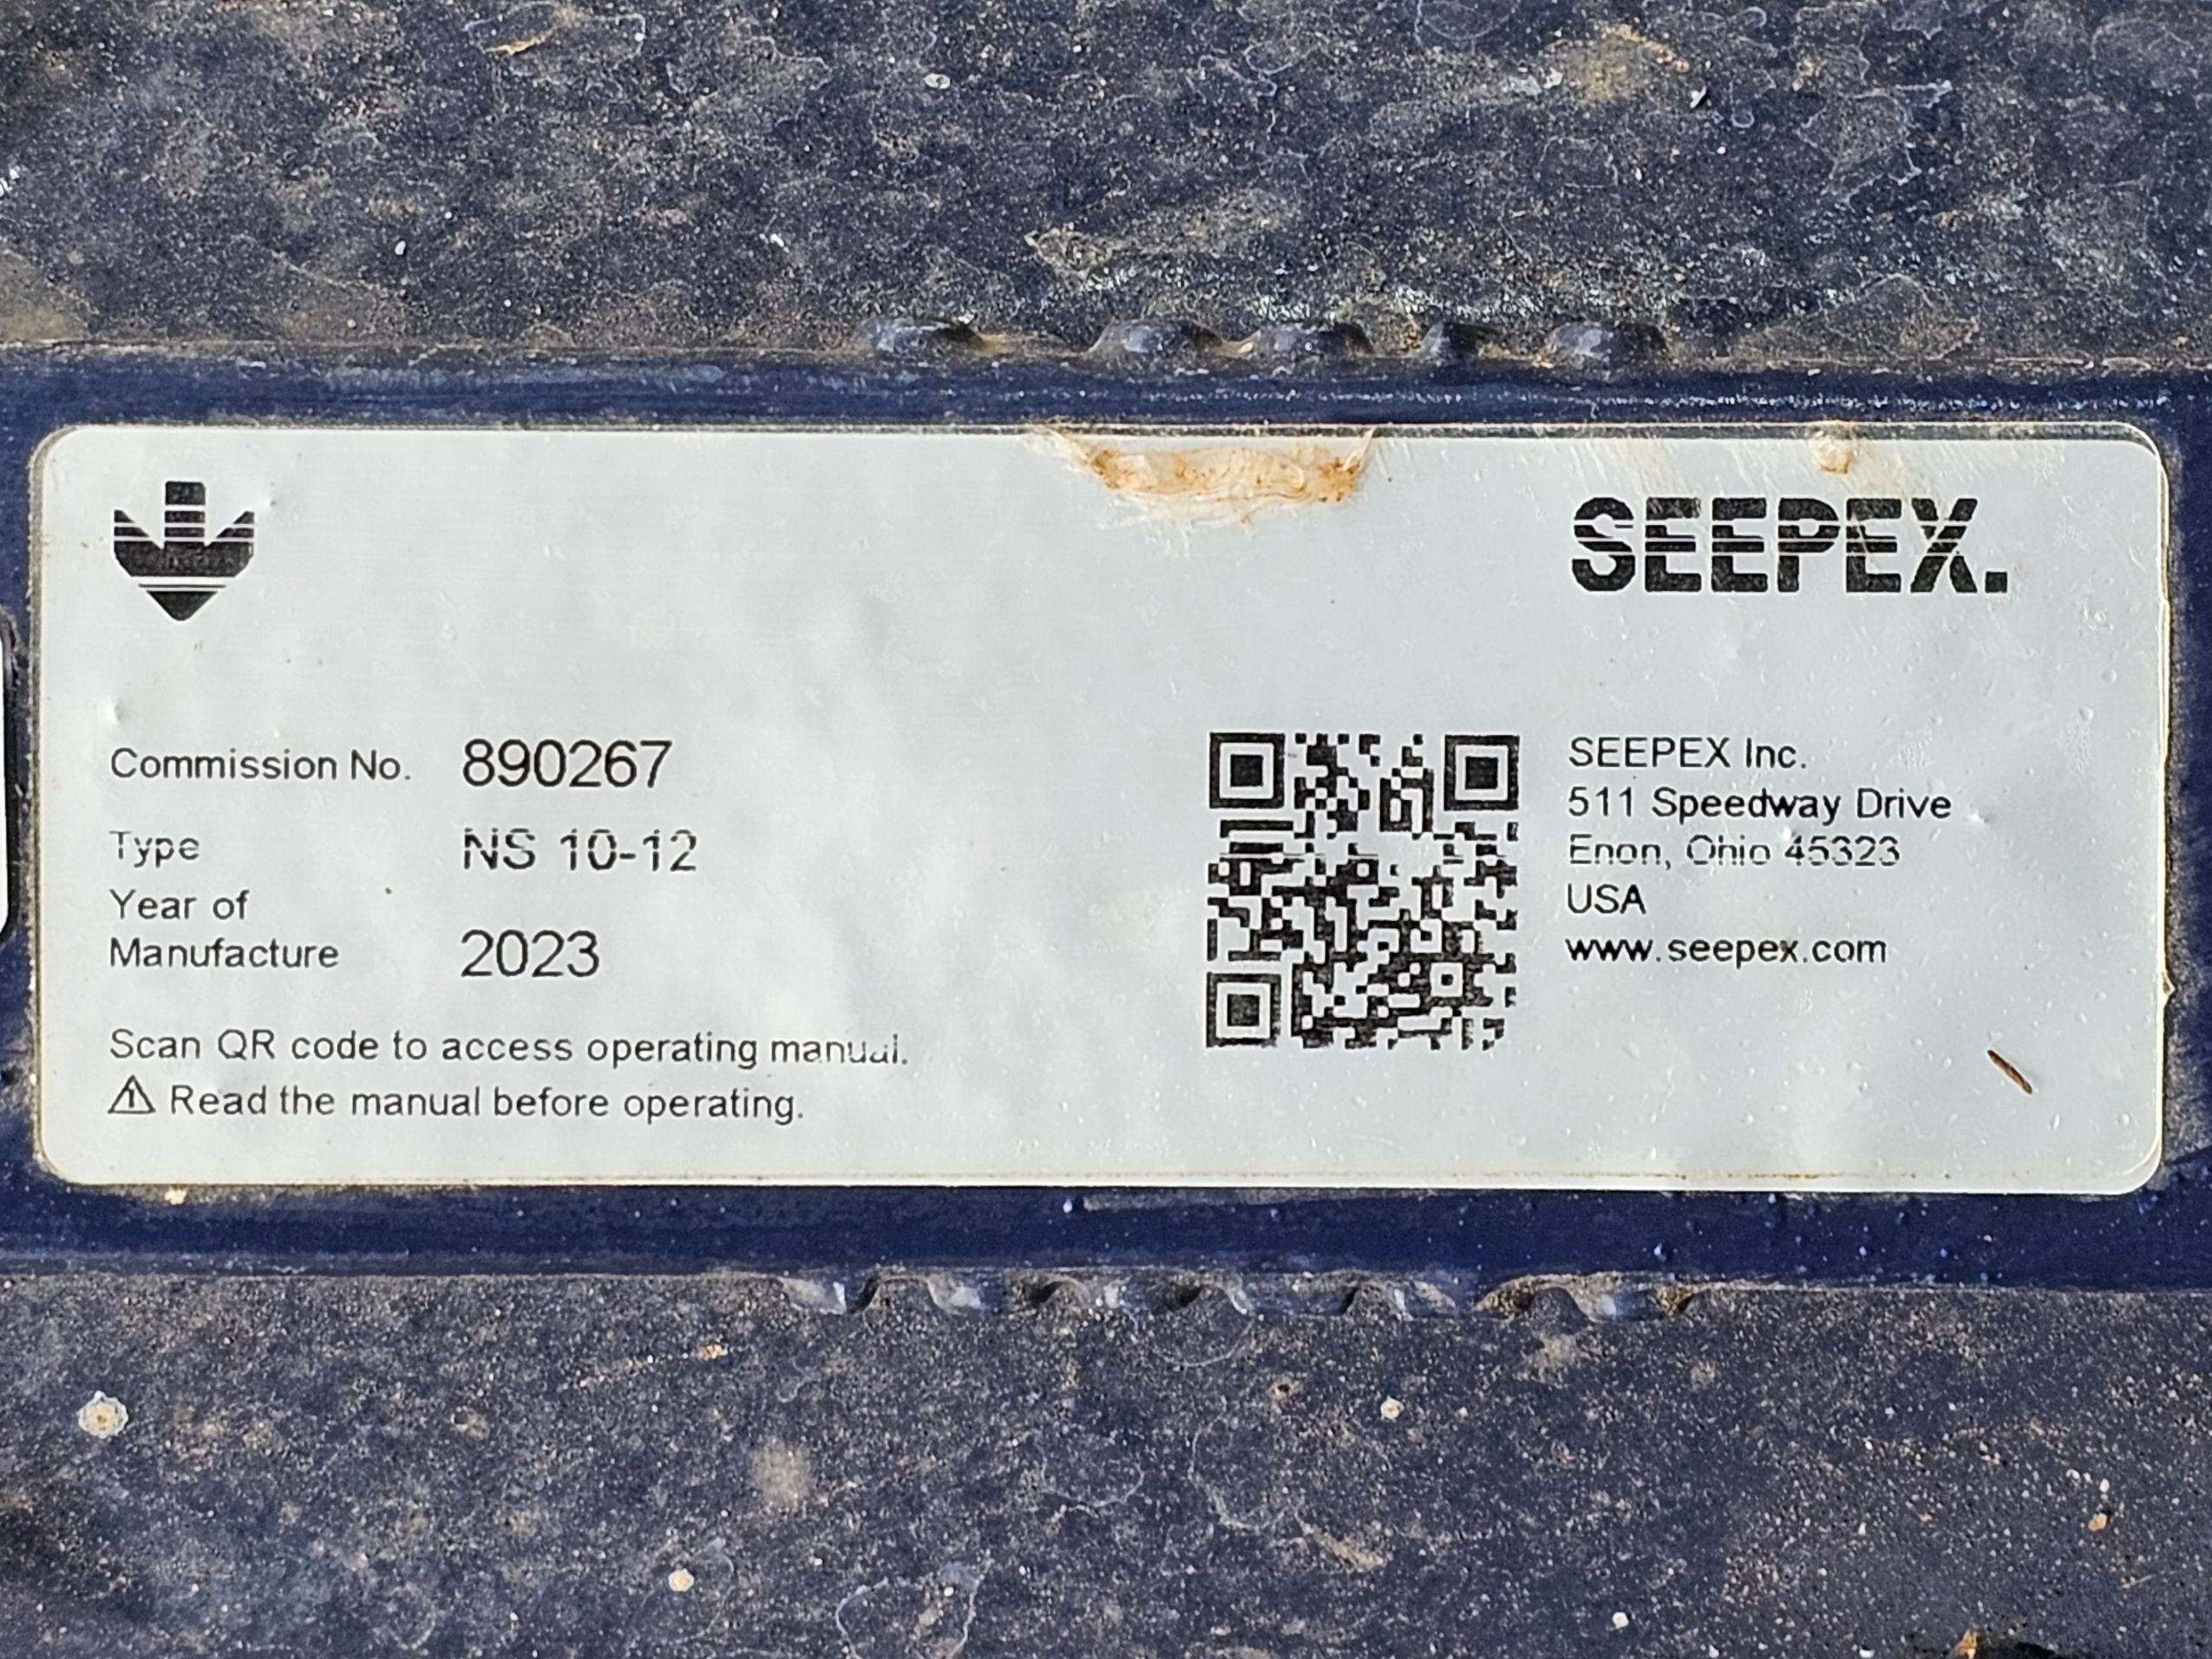 SEEPEX.
Commission No. 890267
Type NS 10-12
Year of
Manufacture 2023
Scan QR code to access operating manual.
Read the manual before operating.
SEEPEX Inc.
511 Speedway Drive
Enon, Ohio 45323
USA
www.seepex.com